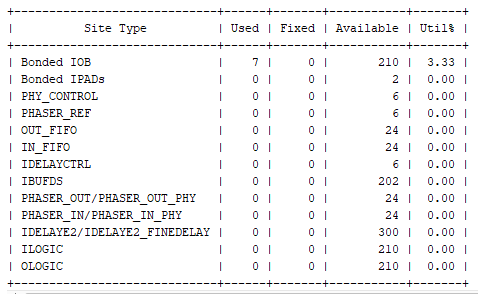 +-----------------------------+------+-------+-----------+-------+
|          Site Type          | Used | Fixed | Available | Util% |
+-----------------------------+------+-------+-----------+-------+
| Bonded IOB                  |    7 |     0 |       210 |  3.33 |
| Bonded IPADs                |    0 |     0 |         2 |  0.00 |
| PHY_CONTROL                 |    0 |     0 |         6 |  0.00 |
| PHASER_REF                  |    0 |     0 |         6 |  0.00 |
| OUT_FIFO                    |    0 |     0 |        24 |  0.00 |
| IN_FIFO                     |    0 |     0 |        24 |  0.00 |
| IDELAYCTRL                  |    0 |     0 |         6 |  0.00 |
| IBUFDS                      |    0 |     0 |       202 |  0.00 |
| PHASER_OUT/PHASER_OUT_PHY   |    0 |     0 |        24 |  0.00 |
| PHASER_IN/PHASER_IN_PHY     |    0 |     0 |        24 |  0.00 |
| IDELAYE2/IDELAYE2_FINEDELAY |    0 |     0 |       300 |  0.00 |
| ILOGIC                      |    0 |     0 |       210 |  0.00 |
| OLOGIC                      |    0 |     0 |       210 |  0.00 |
+-----------------------------+------+-------+-----------+-------+